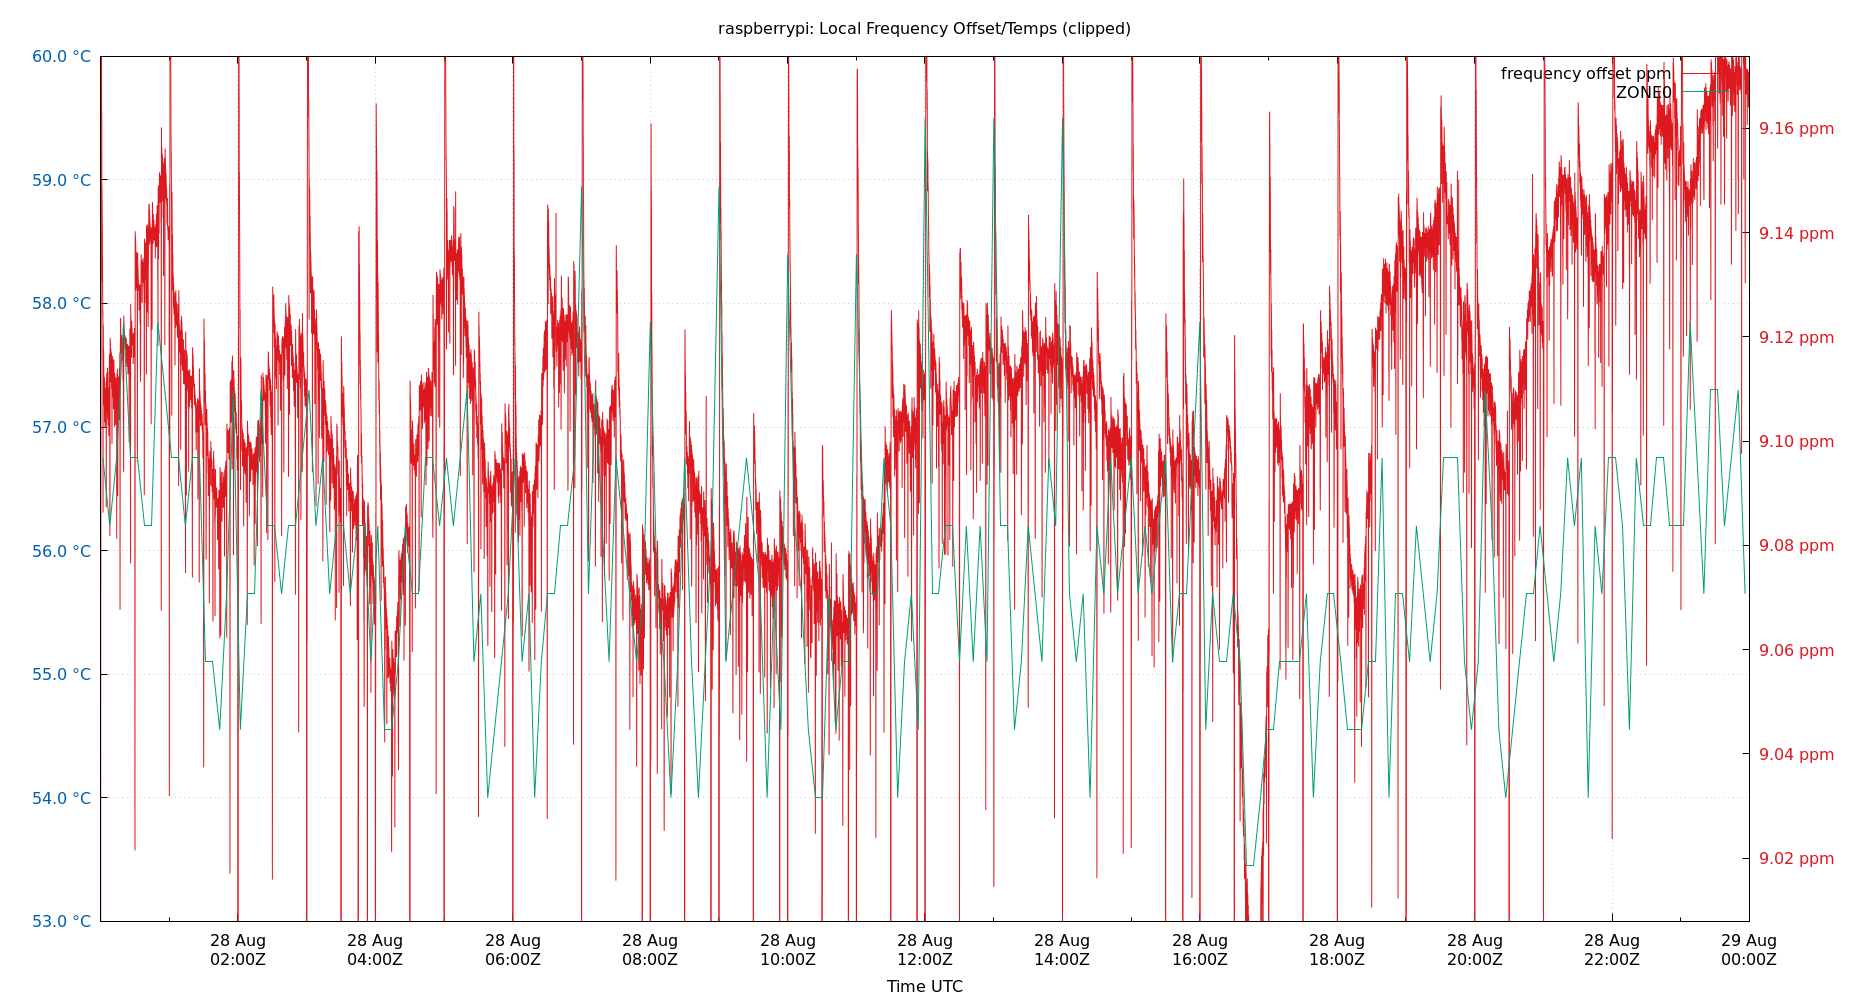 raspberrypi: Local Frequency Offset/Temps (clipped)
60.0 °C
59.0 °C
58.0 °C
57.0 °C
56.0 °C
55.0 °C
54.0 °C
53.0 °C
frequency offset ppm
ZONE0
9.16 ppm
9.14 ppm
9.12 ppm
9.10 ppm
9.08 ppm
9.06 ppm
9.04 ppm
9.02 ppm
28 Aug 28 Aug 28 Aug 28 Aug 28 Aug 28 Aug 28 Aug 28 Aug 28 Aug 28 Aug 28 Aug 29 Aug
02:00Z 04:00Z 06:00Z 08:00Z 10:00Z 12:00Z 14:00Z 16:00Z 18:00Z 20:00Z 22:00Z 00:00Z
Time UTC